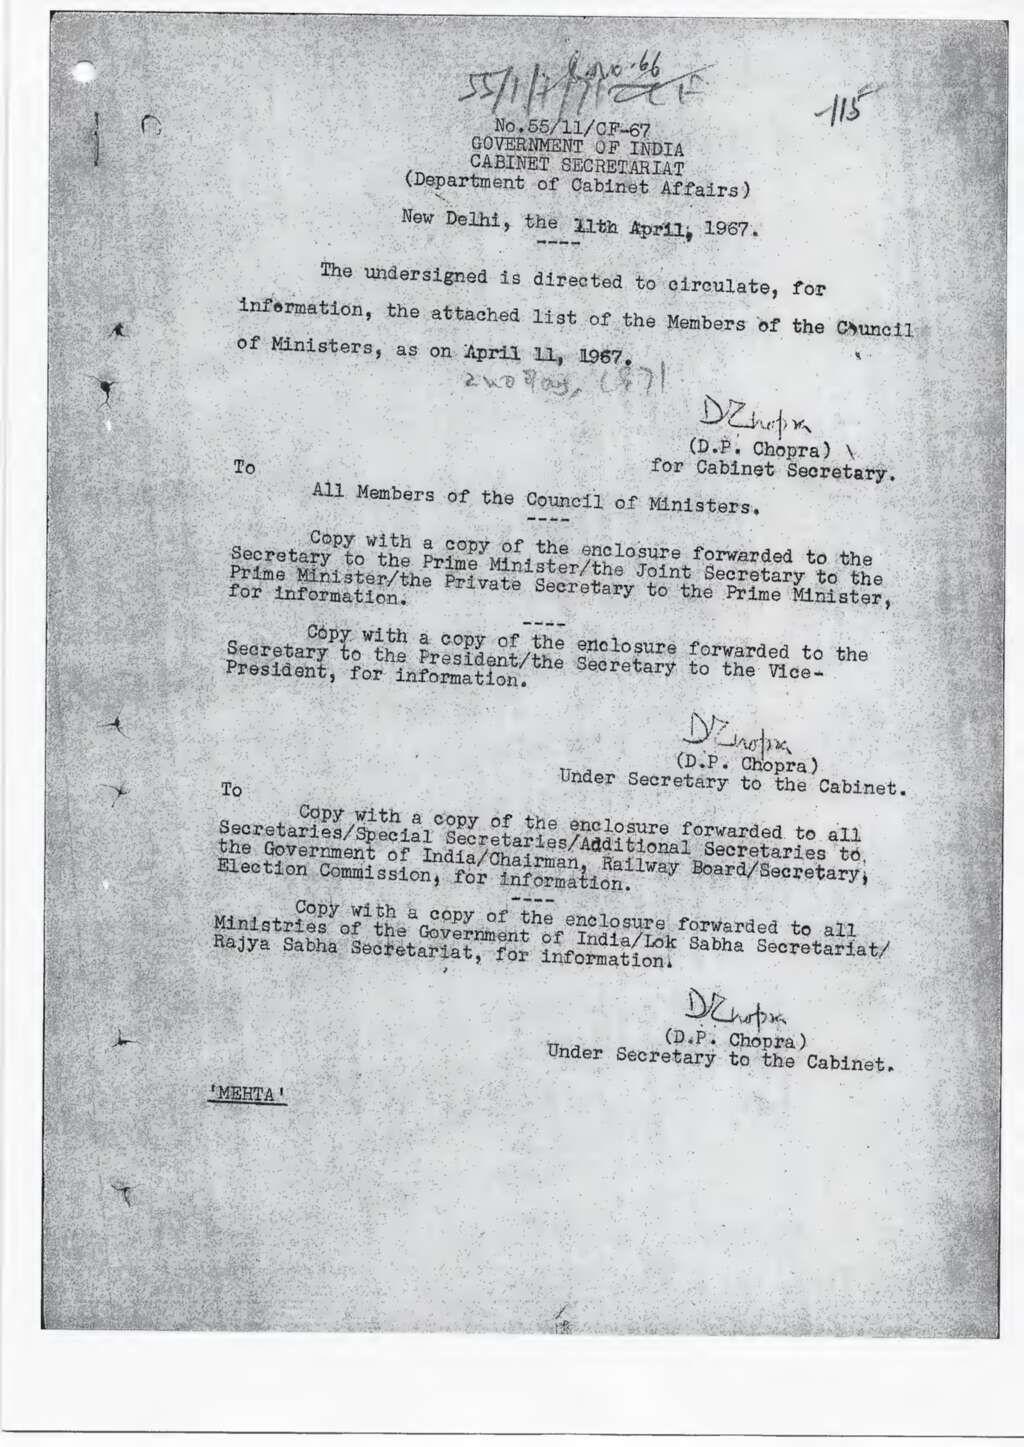 No. 66
115
No.55/11/CF-67
GOVERNMENT OF INDIA
CABINET SECRETARIAT
(Department of Cabinet Affairs)
New Delhi, the 11th April, 1967.
----
The undersigned is directed to circulate, for
information, the attached list of the Members of the Council
of Ministers, as on April 11, 1967.
DPChopra
(D.P. Chopra)
for Cabinet Secretary.
To
All Members of the Council of Ministers.
----
Copy with a copy of the enclosure forwarded to the
Secretary to the Prime Minister/the Joint Secretary to the
Prime Minister/the Private Secretary to the Prime Minister,
for information.
----
Copy with a copy of the enclosure forwarded to the
Secretary to the President/the Secretary to the Vice-
President, for information.
DPChopra
(D.P. Chopra)
Under Secretary to the Cabinet.
To
Copy with a copy of the enclosure forwarded to all
Secretaries/Special Secretaries/Additional Secretaries to
the Government of India/Chairman, Railway Board/Secretary,
Election Commission, for information.
----
Copy with a copy of the enclosure forwarded to all
Ministries of the Government of India/Lok Sabha Secretariat/
Rajya Sabha Secretariat, for information.
DPChopra
(D.P. Chopra)
Under Secretary to the Cabinet.
'MEHTA'